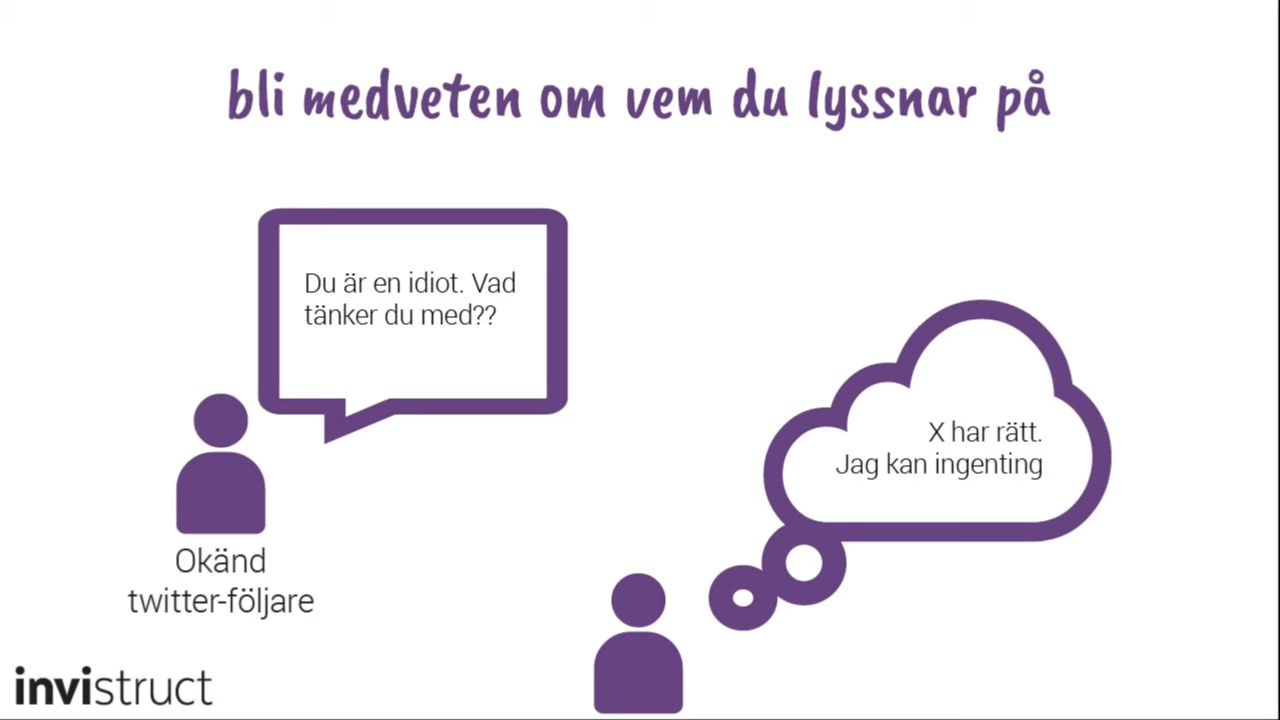 bli medveten om vem du lyssnar på
Du är en idiot. Vad
tänker du med??
X har rätt.
Jag kan ingenting
Okänd
twitter-följare
invistruct